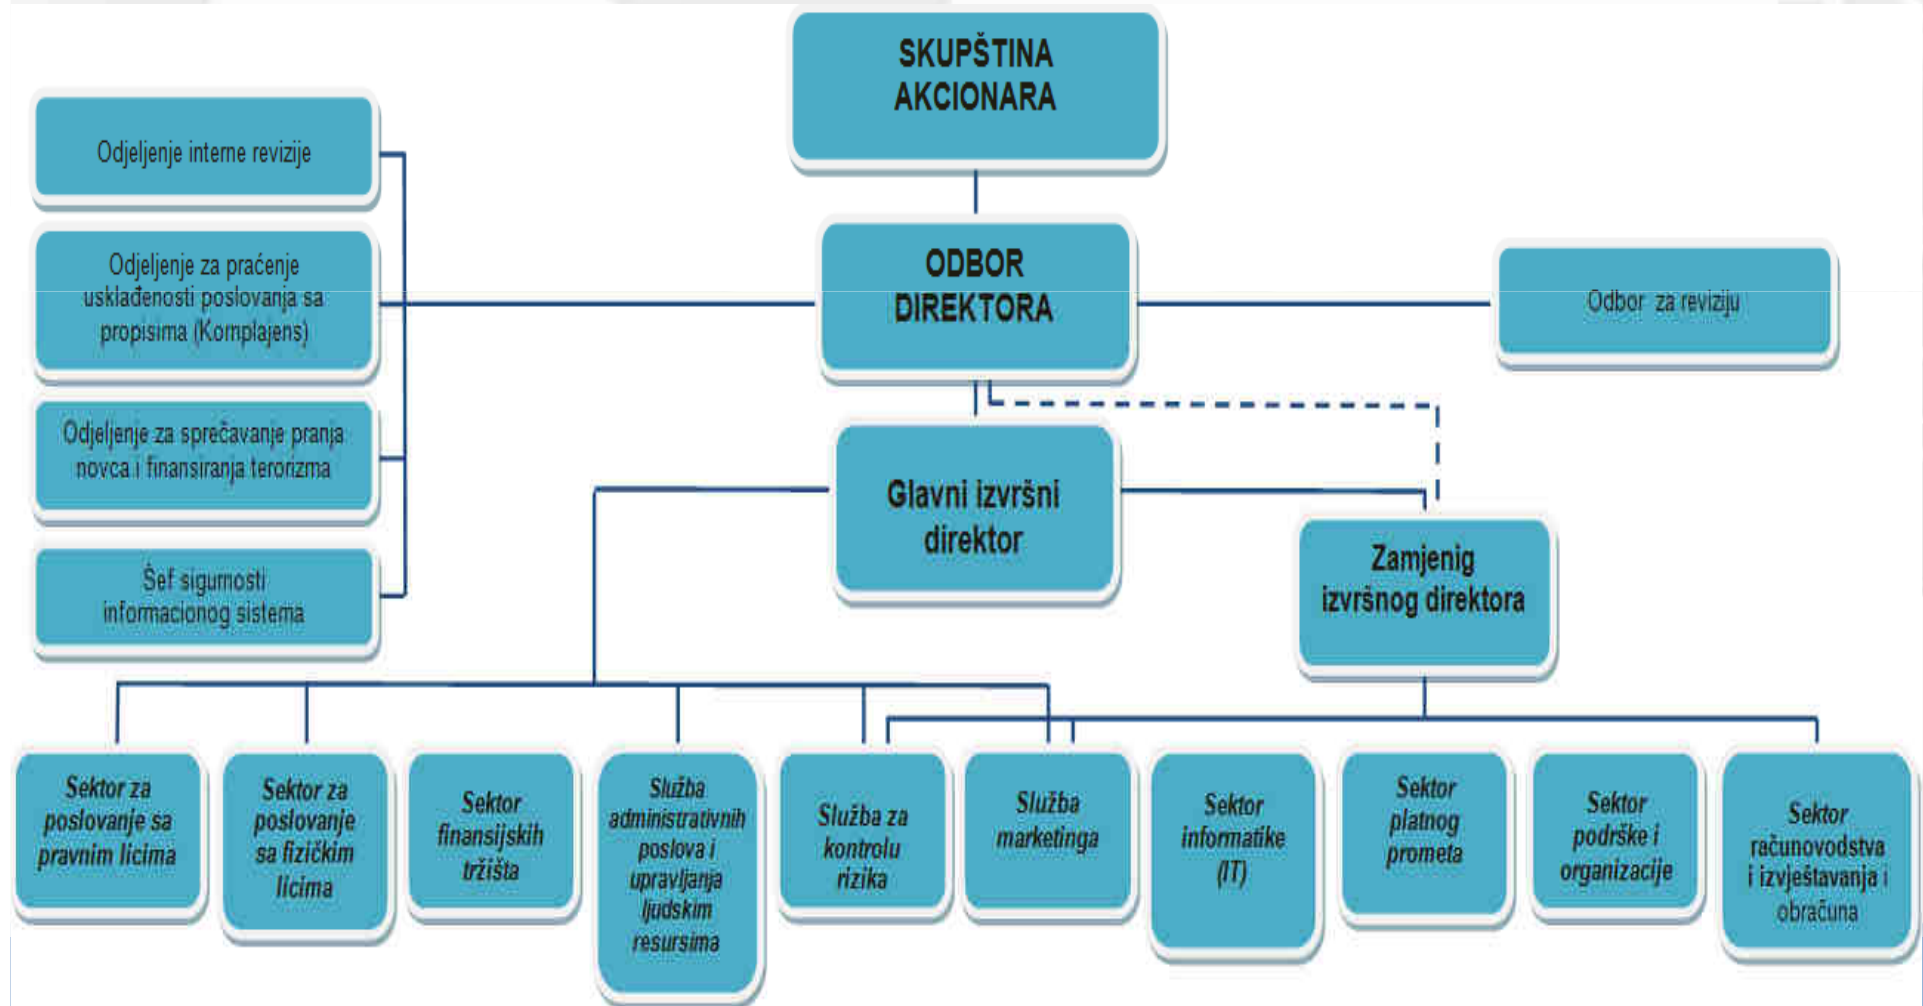 SKUPŠTINA
AKCIONARA
Odjeljenje interne revizije
Odjeljenje za praćenje
usklađenosti poslovanja sa
propisima (Komplajens)
ODBOR
DIREKTORA
Odbor za reviziju
Odjeljenje za sprečavanje pranja
novca i finansiranja terorizma
Glavni izvršni
direktor
Šef sigurnosti
informacionog sistema
Zamjenig
izvršnog direktora
Sektor za
poslovanje sa
pravnim licima
Sektor za
poslovanje
sa fizičkim
licima
Sektor
finansijskih
tržišta
Služba
administrativnih
poslova i
upravljanja
ljudskim
resursima
Služba za
kontrolu
rizika
Služba
marketinga
Sektor
informatike
(IT)
Sektor
platnog
prometa
Sektor
podrške i
organizacije
Sektor
računovodstva
i izvještavanja i
obračuna